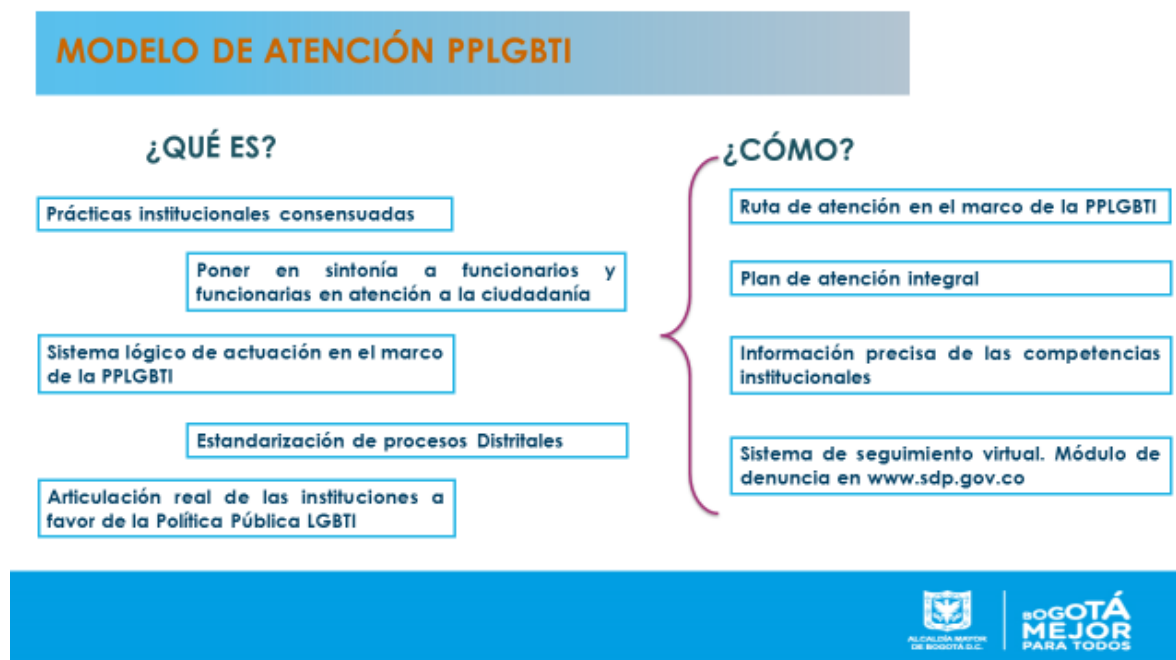 MODELO DE ATENCIÓN PPLGBTI
¿QUÉ ES?
Prácticas institucionales consensuadas
Poner en sintonía a funcionarios y
funcionarias en atención a la ciudadanía
Sistema lógico de actuación en el marco
de la PPLGBTI
Estandarización de procesos Distritales
Articulación real de las instituciones a
favor de la Política Pública LGBTI
¿CÓMO?
Ruta de atención en el marco de la PPLGBTI
Plan de atención integral
Información precisa de las competencias
institucionales
Sistema de seguimiento virtual. Módulo de
denuncia en www.sdp.gov.co
ALCALDÍA MAYOR
DE BOGOTÁ D.C.
BOGOTÁ
MEJOR
PARA TODOS